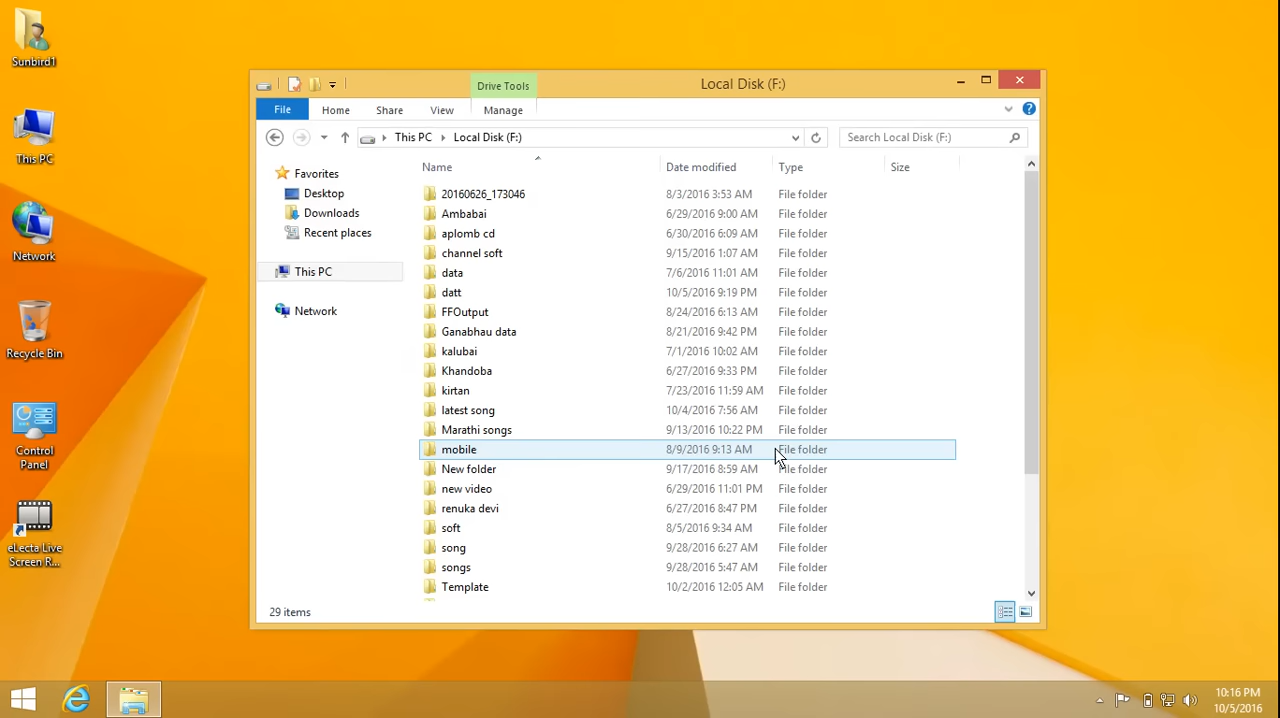 Sunbird1
This PC
Network
Recycle Bin
Control
Panel
eLecta Live
Screen R...
Drive Tools
Local Disk (F:)
File
Home
Share
View
Manage
This PC
Local Disk (F:)
Search Local Disk (F:)
Favorites
Desktop
Downloads
Recent places
This PC
Network
Name Date modified Type Size
20160626_173046 8/3/2016 3:53 AM File folder
Ambabai 6/29/2016 9:00 AM File folder
aplomb cd 6/30/2016 6:09 AM File folder
channel soft 9/15/2016 1:07 AM File folder
data 7/6/2016 11:01 AM File folder
datt 10/5/2016 9:19 PM File folder
FFOutput 8/24/2016 6:13 AM File folder
Ganabhau data 8/21/2016 9:42 PM File folder
kalubai 7/1/2016 10:02 AM File folder
Khandoba 6/27/2016 9:33 PM File folder
kirtan 7/23/2016 11:59 AM File folder
latest song 10/4/2016 7:56 AM File folder
Marathi songs 9/13/2016 10:22 PM File folder
mobile 8/9/2016 9:13 AM File folder
New folder 9/17/2016 8:59 AM File folder
new video 6/29/2016 11:01 PM File folder
renuka devi 6/27/2016 8:47 PM File folder
soft 8/5/2016 9:34 AM File folder
song 9/28/2016 6:27 AM File folder
songs 9/28/2016 5:47 AM File folder
Template 10/2/2016 12:05 AM File folder
29 items
10:16 PM
10/5/2016